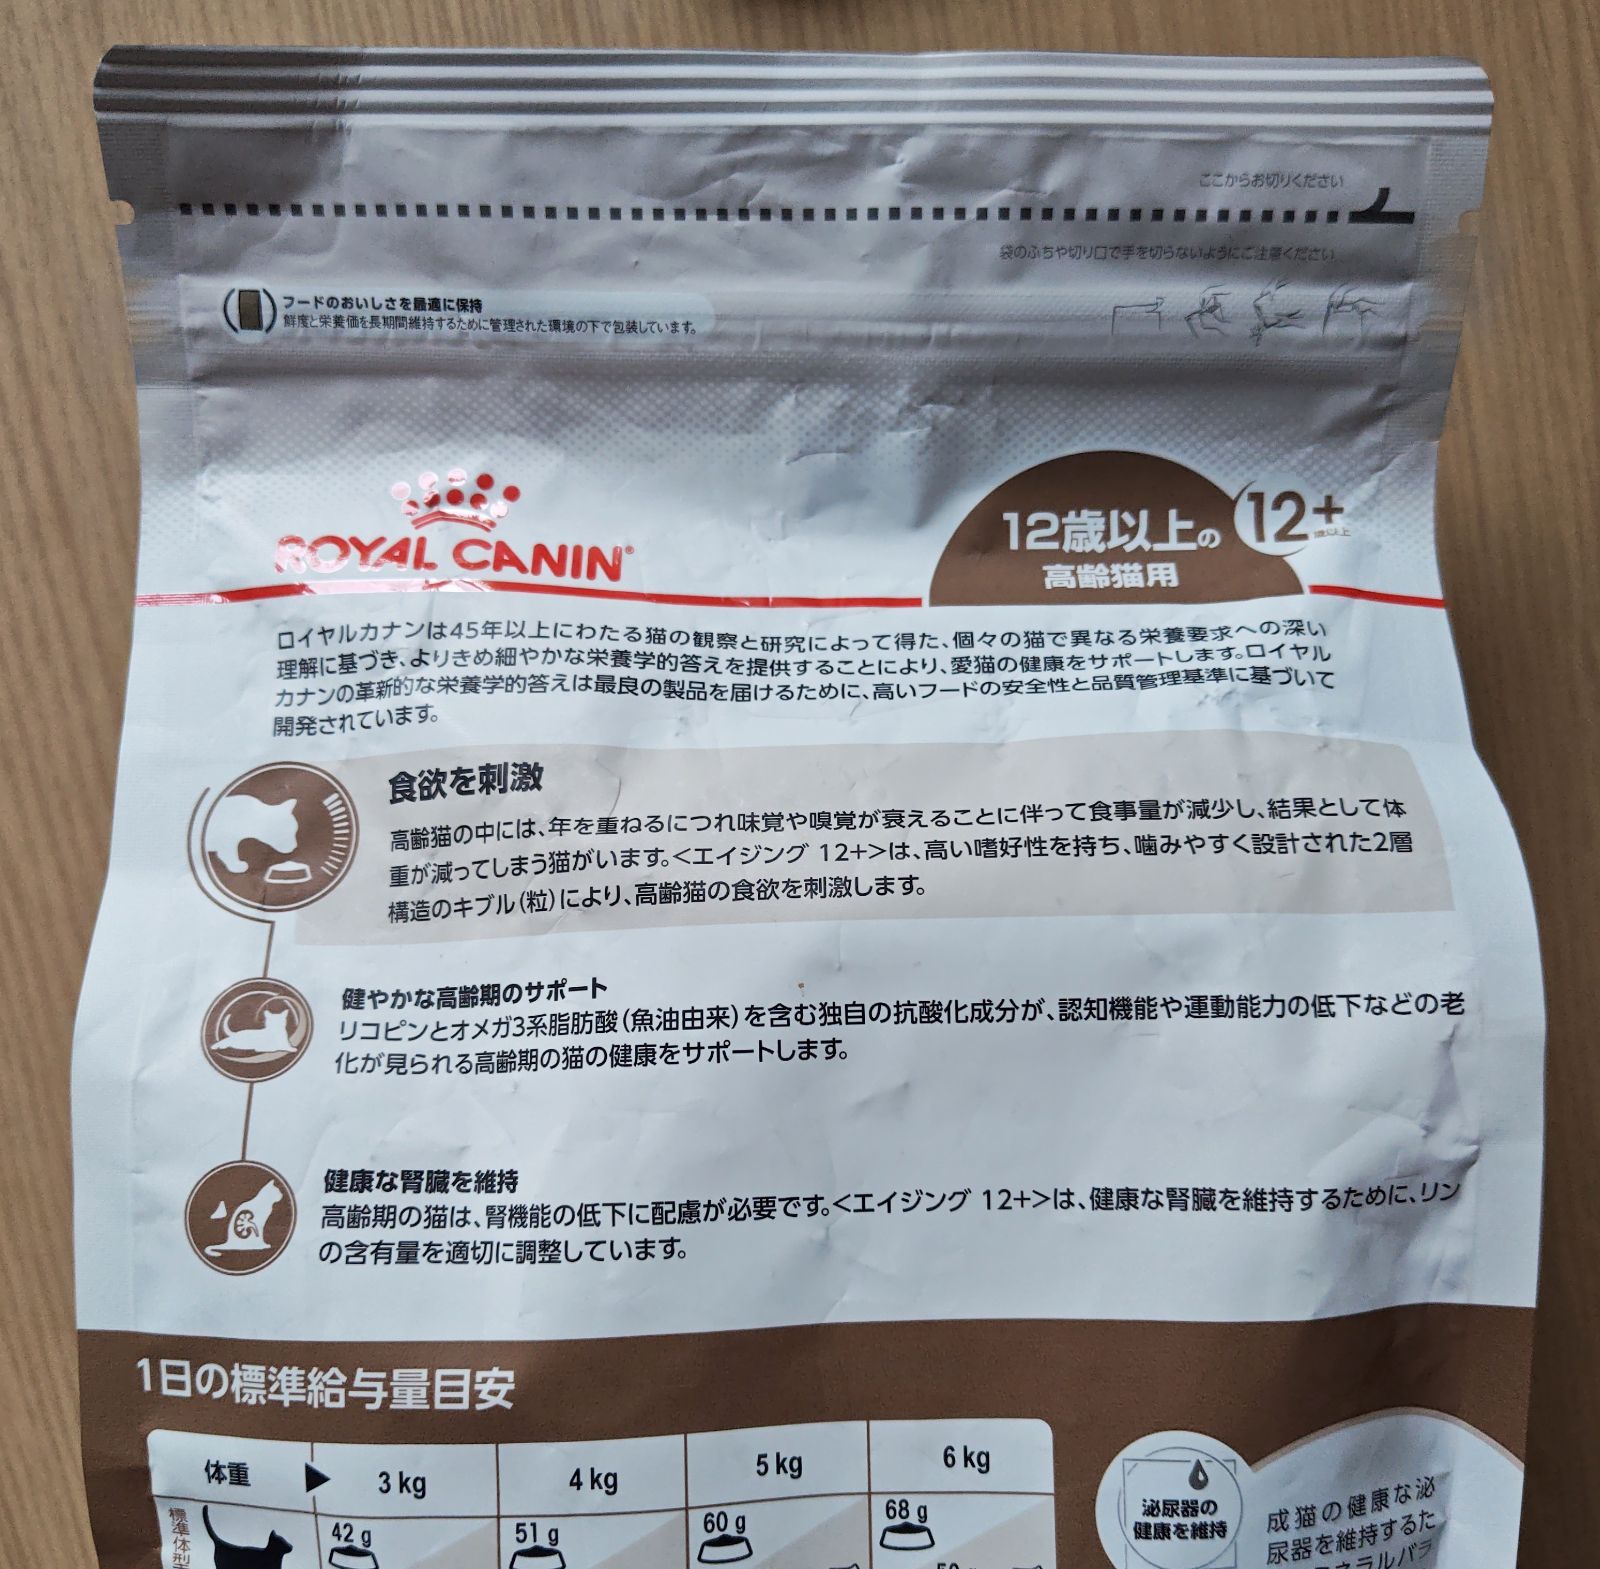 ここからお切りください
袋のふちや切り口で手を切らないようにご注意ください
フードのおいしさを最適に保持
鮮度と栄養価を長期間維持するために管理された環境の下で包装しています。
ROYAL CANIN
12歳以上の
高齢猫用
12+
歳以上
ロイヤルカナンは45年以上にわたる猫の観察と研究によって得た、個々の猫で異なる栄養要求への深い
理解に基づき、よりきめ細やかな栄養学的答えを提供することにより、愛猫の健康をサポートします。ロイヤル
カナンの革新的な栄養学的答えは最良の製品を届けるために、高いフードの安全性と品質管理基準に基づいて
開発されています。
食欲を刺激
高齢猫の中には、年を重ねるにつれ味覚や嗅覚が衰えることに伴って食事量が減少し、結果として体
重が減ってしまう猫がいます。<エイジング 12+>は、高い嗜好性を持ち、噛みやすく設計された2層
構造のキブル(粒)により、高齢猫の食欲を刺激します。
健やかな高齢期のサポート
リコピンとオメガ3系脂肪酸(魚油由来)を含む独自の抗酸化成分が、認知機能や運動能力の低下などの老
化が見られる高齢期の猫の健康をサポートします。
健康な腎臓を維持
高齢期の猫は、腎機能の低下に配慮が必要です。<エイジング 12+>は、健康な腎臓を維持するために、リン
の含有量を適切に調整しています。
1日の標準給与量目安
体重 ▶ 3 kg 4 kg 5 kg 6 kg
標準体型
42 g 51 g 60 g 68 g
泌尿器の
健康を維持
成猫の健康な泌
尿器を維持するた
ネラルバラ